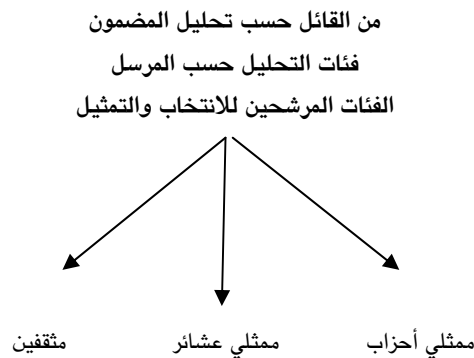 من القائل حسب تحليل المضمون
فئات التحليل حسب المرسل
الفئات المرشحين للانتخاب والتمثيل
ممثلي أحزاب ممثلي عشائر مثقفين